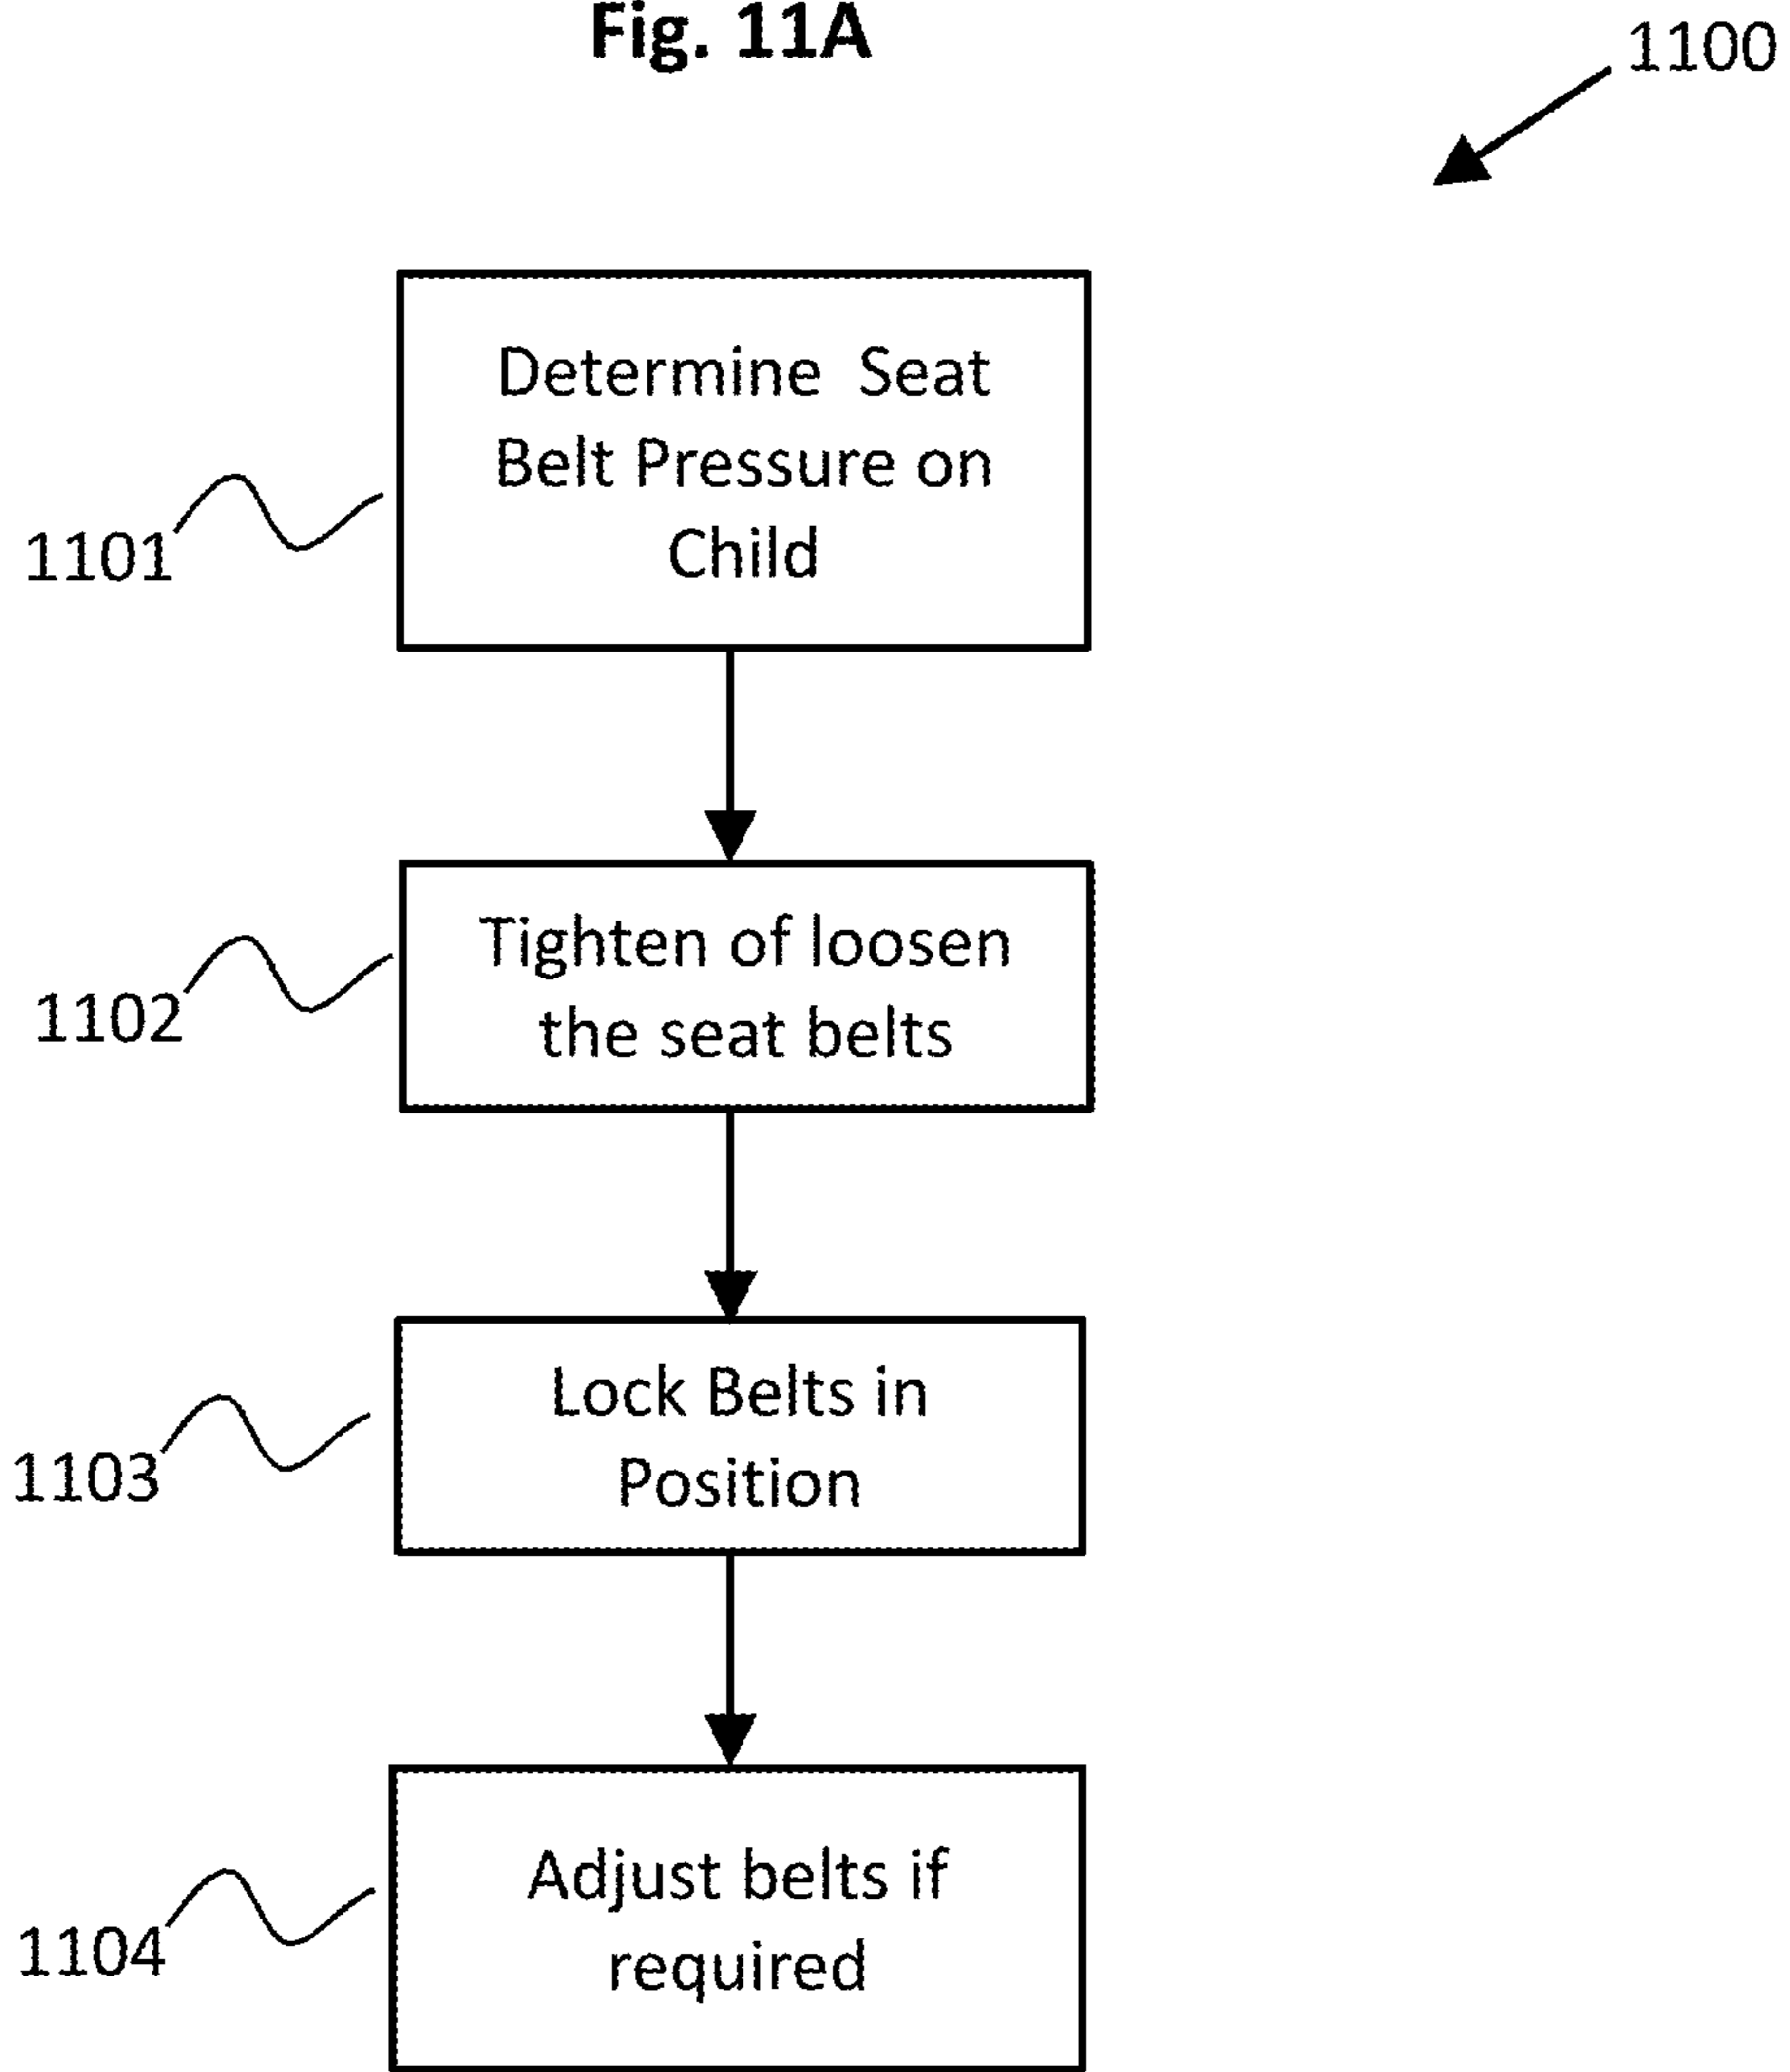 Fig. 11A
1100
Determine Seat
Belt Pressure on
Child
1101
Tighten of loosen
the seat belts
1102
Lock Belts in
Position
1103
Adjust belts if
required
1104